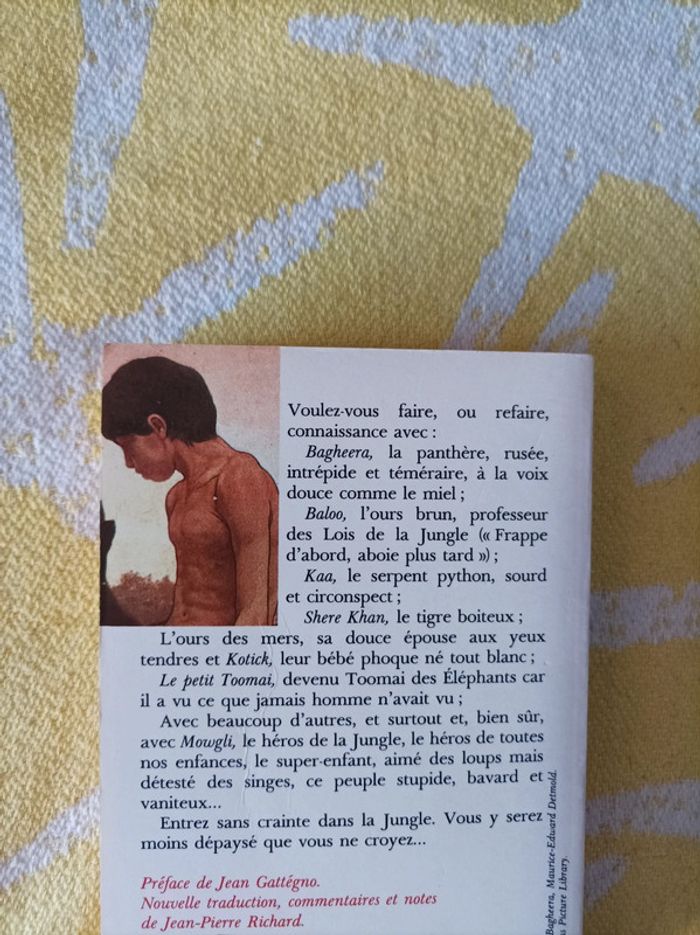 Voulez-vous faire, ou refaire,
connaissance avec :
Bagheera, la panthère, rusée,
intrépide et téméraire, à la voix
douce comme le miel ;
Baloo, l'ours brun, professeur
des Lois de la Jungle (« Frappe
d'abord, aboie plus tard ») ;
Kaa, le serpent python, sourd
et circonspect ;
Shere Khan, le tigre boiteux ;
L'ours des mers, sa douce épouse aux yeux
tendres et Kotick, leur bébé phoque né tout blanc ;
Le petit Toomai, devenu Toomai des Éléphants car
il a vu ce que jamais homme n'avait vu ;
Avec beaucoup d'autres, et surtout et, bien sûr,
avec Mowgli, le héros de la Jungle, le héros de toutes
nos enfances, le super-enfant, aimé des loups mais
détesté des singes, ce peuple stupide, bavard et
vaniteux...
Entrez sans crainte dans la Jungle. Vous y serez
moins dépaysé que vous ne croyez...
Préface de Jean Gattégno.
Nouvelle traduction, commentaires et notes
de Jean-Pierre Richard.
Bagheera, Maurice-Edward Detmold.
Picture Library.